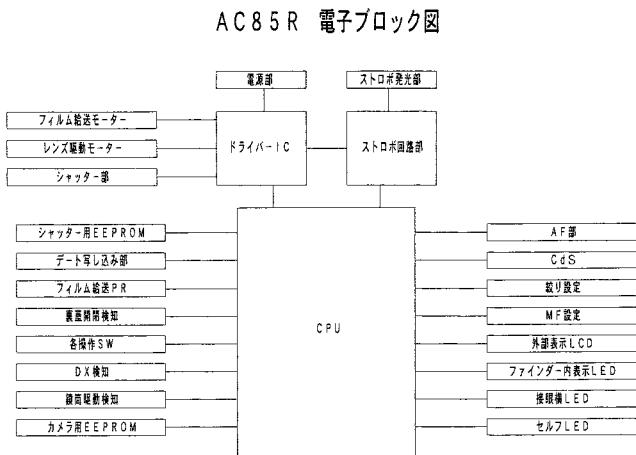 AC85R 電子ブロック図
電源部
ストロボ発光部
フィルム給送モーター
レンズ駆動モーター
シャッター部
ドライバーIC
ストロボ回路部
シャッター用EEPROM
デート写し込み部
フィルム給送PR
裏蓋開閉検知
各操作SW
DX検知
鏡筒駆動検知
カメラ用EEPROM
CPU
AF部
CdS
絞り設定
MF設定
外部表示LCD
ファインダー内表示LED
接眼横LED
セルフLED